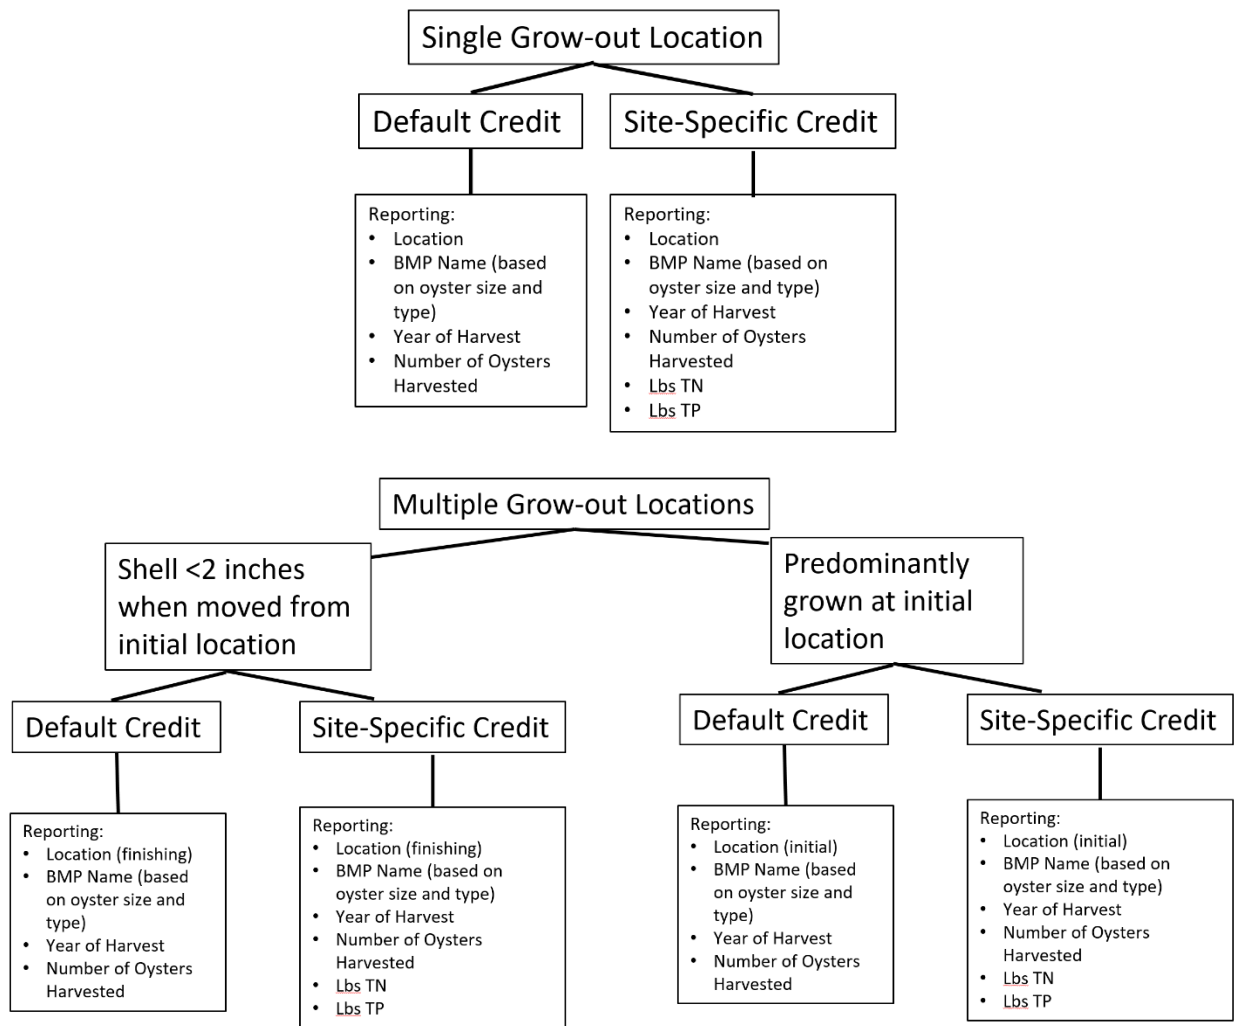 Single Grow-out Location
Default Credit
Site-Specific Credit
Reporting:
• Location
• BMP Name (based
on oyster size and
type)
• Year of Harvest
• Number of Oysters
Harvested
Reporting:
• Location
• BMP Name (based on
oyster size and type)
• Year of Harvest
• Number of Oysters
Harvested
• Lbs TN
• Lbs TP
Multiple Grow-out Locations
Shell <2 inches
when moved from
initial location
Predominantly
grown at initial
location
Default Credit
Site-Specific Credit
Default Credit
Site-Specific Credit
Reporting:
• Location (finishing)
• BMP Name (based
on oyster size and
type)
• Year of Harvest
• Number of Oysters
Harvested
Reporting:
• Location (finishing)
• BMP Name (based on
oyster size and type)
• Year of Harvest
• Number of Oysters
Harvested
• Lbs TN
• Lbs TP
Reporting:
• Location (initial)
• BMP Name (based
on oyster size and
type)
• Year of Harvest
• Number of Oysters
Harvested
Reporting:
• Location (initial)
• BMP Name (based on
oyster size and type)
• Year of Harvest
• Number of Oysters
Harvested
• Lbs TN
• Lbs TP